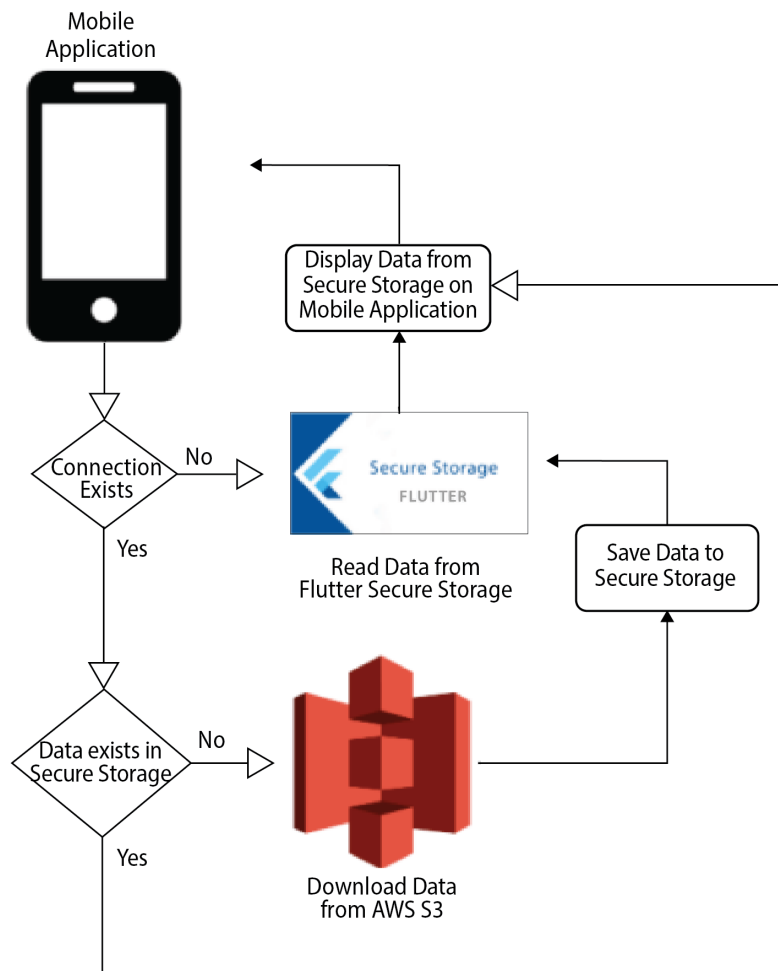 Mobile
Application
Display Data from
Secure Storage on
Mobile Application
Connection
Exists
No
Secure Storage
FLUTTER
Yes
Read Data from
Flutter Secure Storage
Save Data to
Secure Storage
Data exists in
Secure Storage
No
Yes
Download Data
from AWS S3